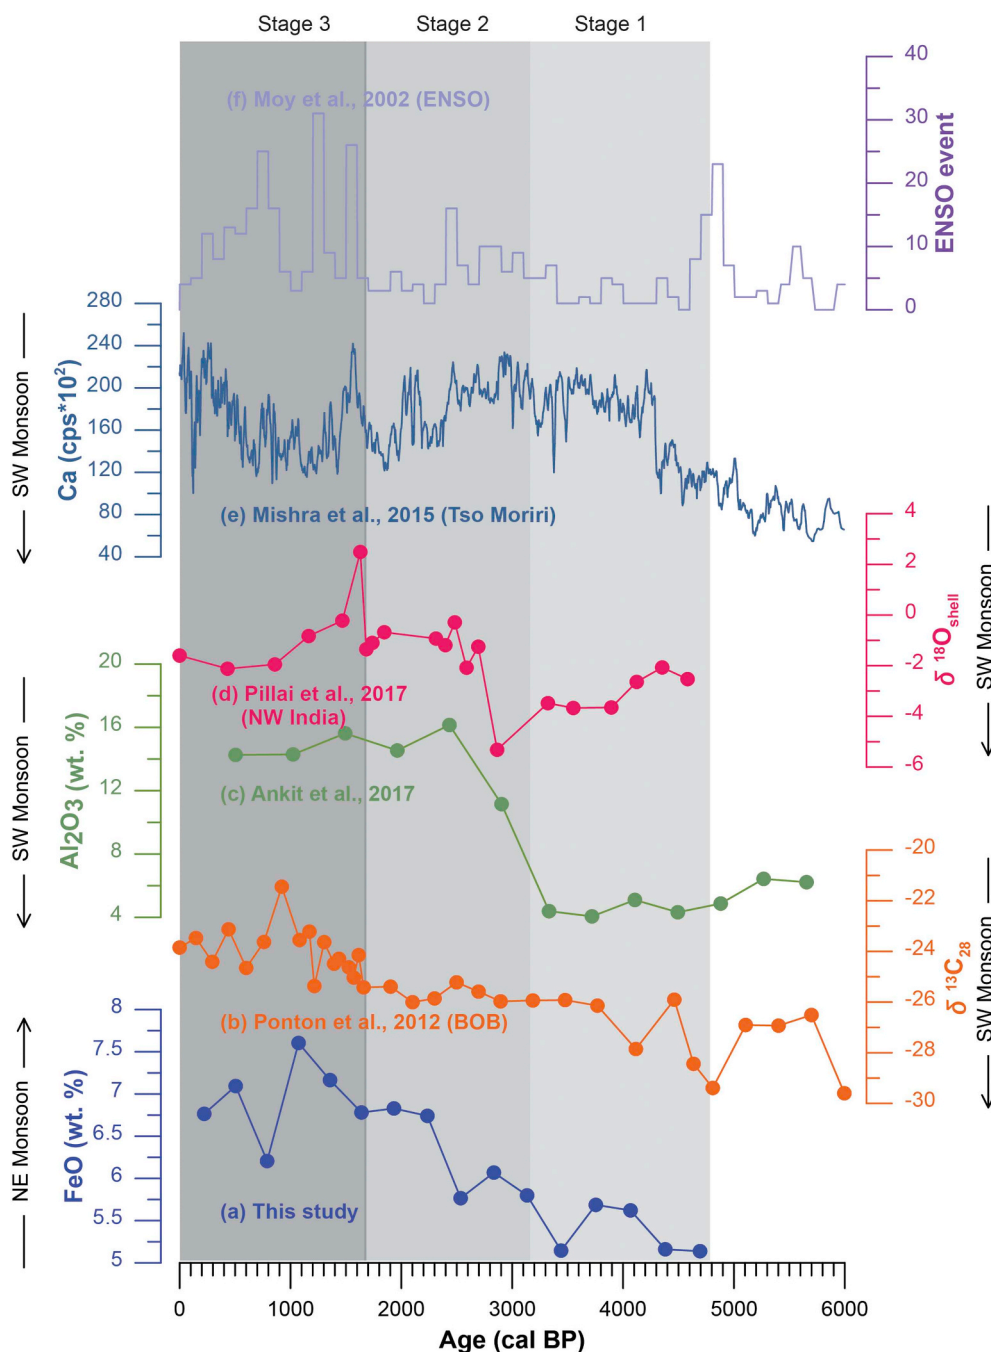 Stage 3
Stage 2
Stage 1
(f) Moy et al., 2002 (ENSO)
40
30
20
10
0
ENSO event
280
240
200
160
120
80
40
Ca (cps*10²)
SW Monsoon
(e) Mishra et al., 2015 (Tso Moriri)
4
2
0
-2
-4
-6
δ ¹⁸O shell
SW Monsoon
(d) Pillai et al., 2017
(NW India)
20
16
12
8
4
Al2O3 (wt. %)
SW Monsoon
(c) Ankit et al., 2017
-20
-22
-24
-26
-28
-30
δ ¹³C₂₈
SW Monsoon
(b) Ponton et al., 2012 (BOB)
8
7.5
7
6.5
6
5.5
5
FeO (wt. %)
NE Monsoon
(a) This study
0
1000
2000
3000
4000
5000
6000
Age (cal BP)